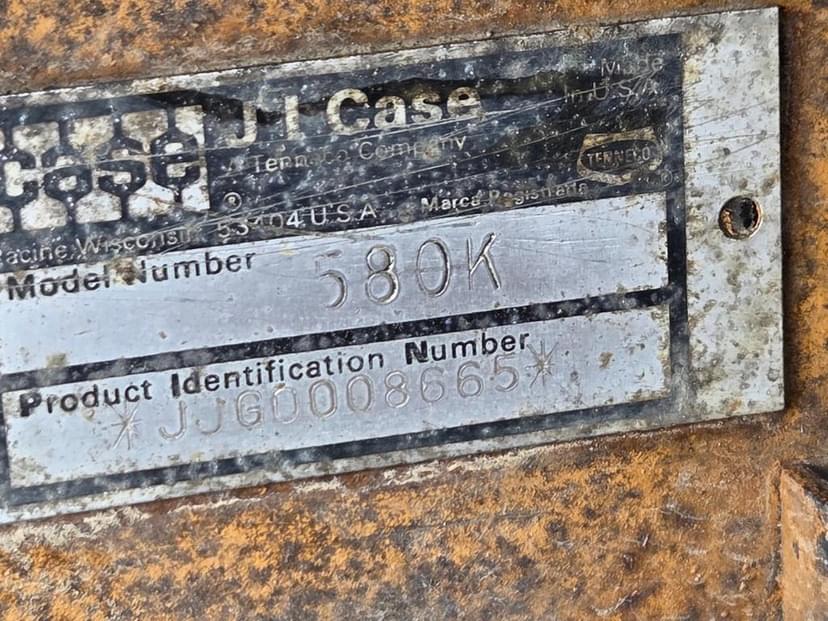 Case
J I Case
A Tenneco Company
Made
in U.S.A.
TENNECO
®
Racine, Wisconsin 53404 U.S.A.
Marca Registrada
®
Model Number 580K
Product Identification Number
*JJG0008665*